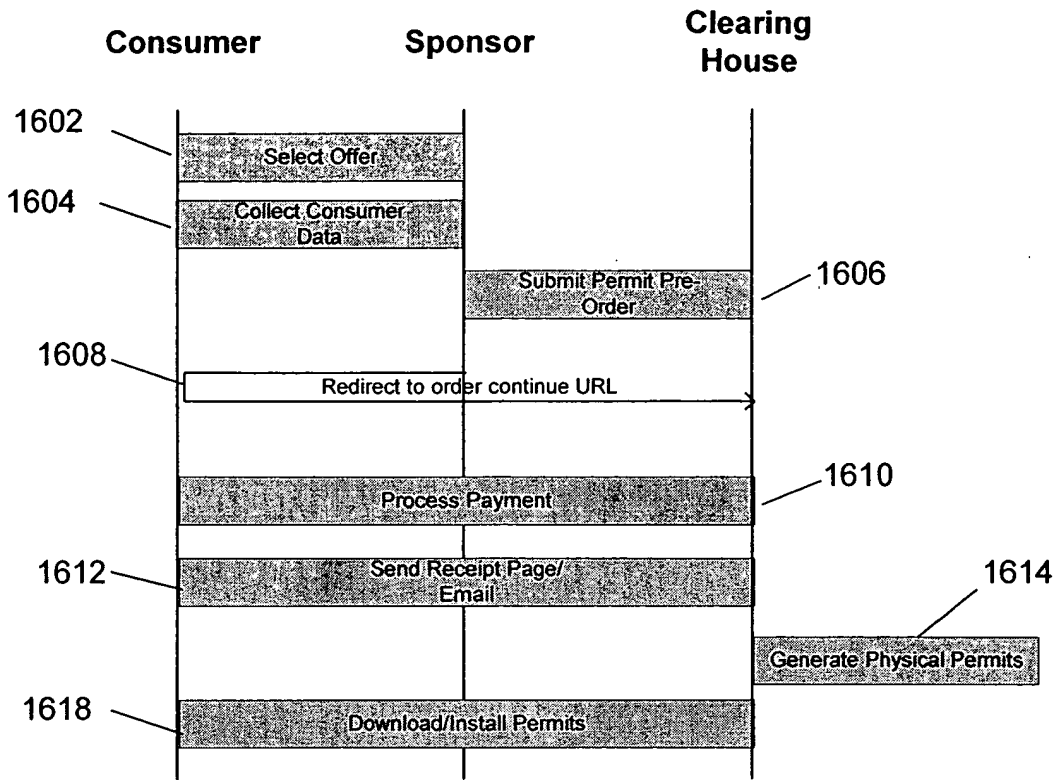 Consumer
Sponsor
Clearing
House
1602
Select Offer
1604
Collect Consumer
Data
Submit Permit Pre-
Order
1606
1608
Redirect to order continue URL
Process Payment
1610
1612
Send Receipt Page/
Email
1614
Generate Physical Permits
1618
Download/Install Permits